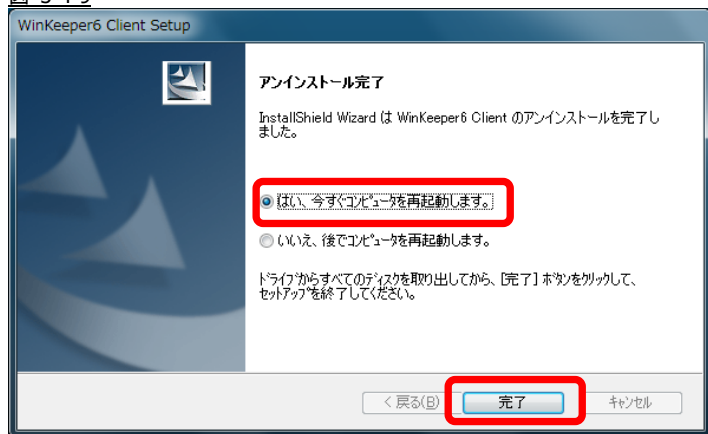 WinKeeper6 Client Setup
アンインストール完了
InstallShield Wizard は WinKeeper6 Client のアンインストールを完了し
ました。
はい、今すぐコンピュータを再起動します。
いいえ、後でコンピュータを再起動します。
ドライブからすべてのディスクを取り出してから、[完了] ボタンをクリックして、
セットアップを終了してください。
< 戻る(B)
完了
キャンセル